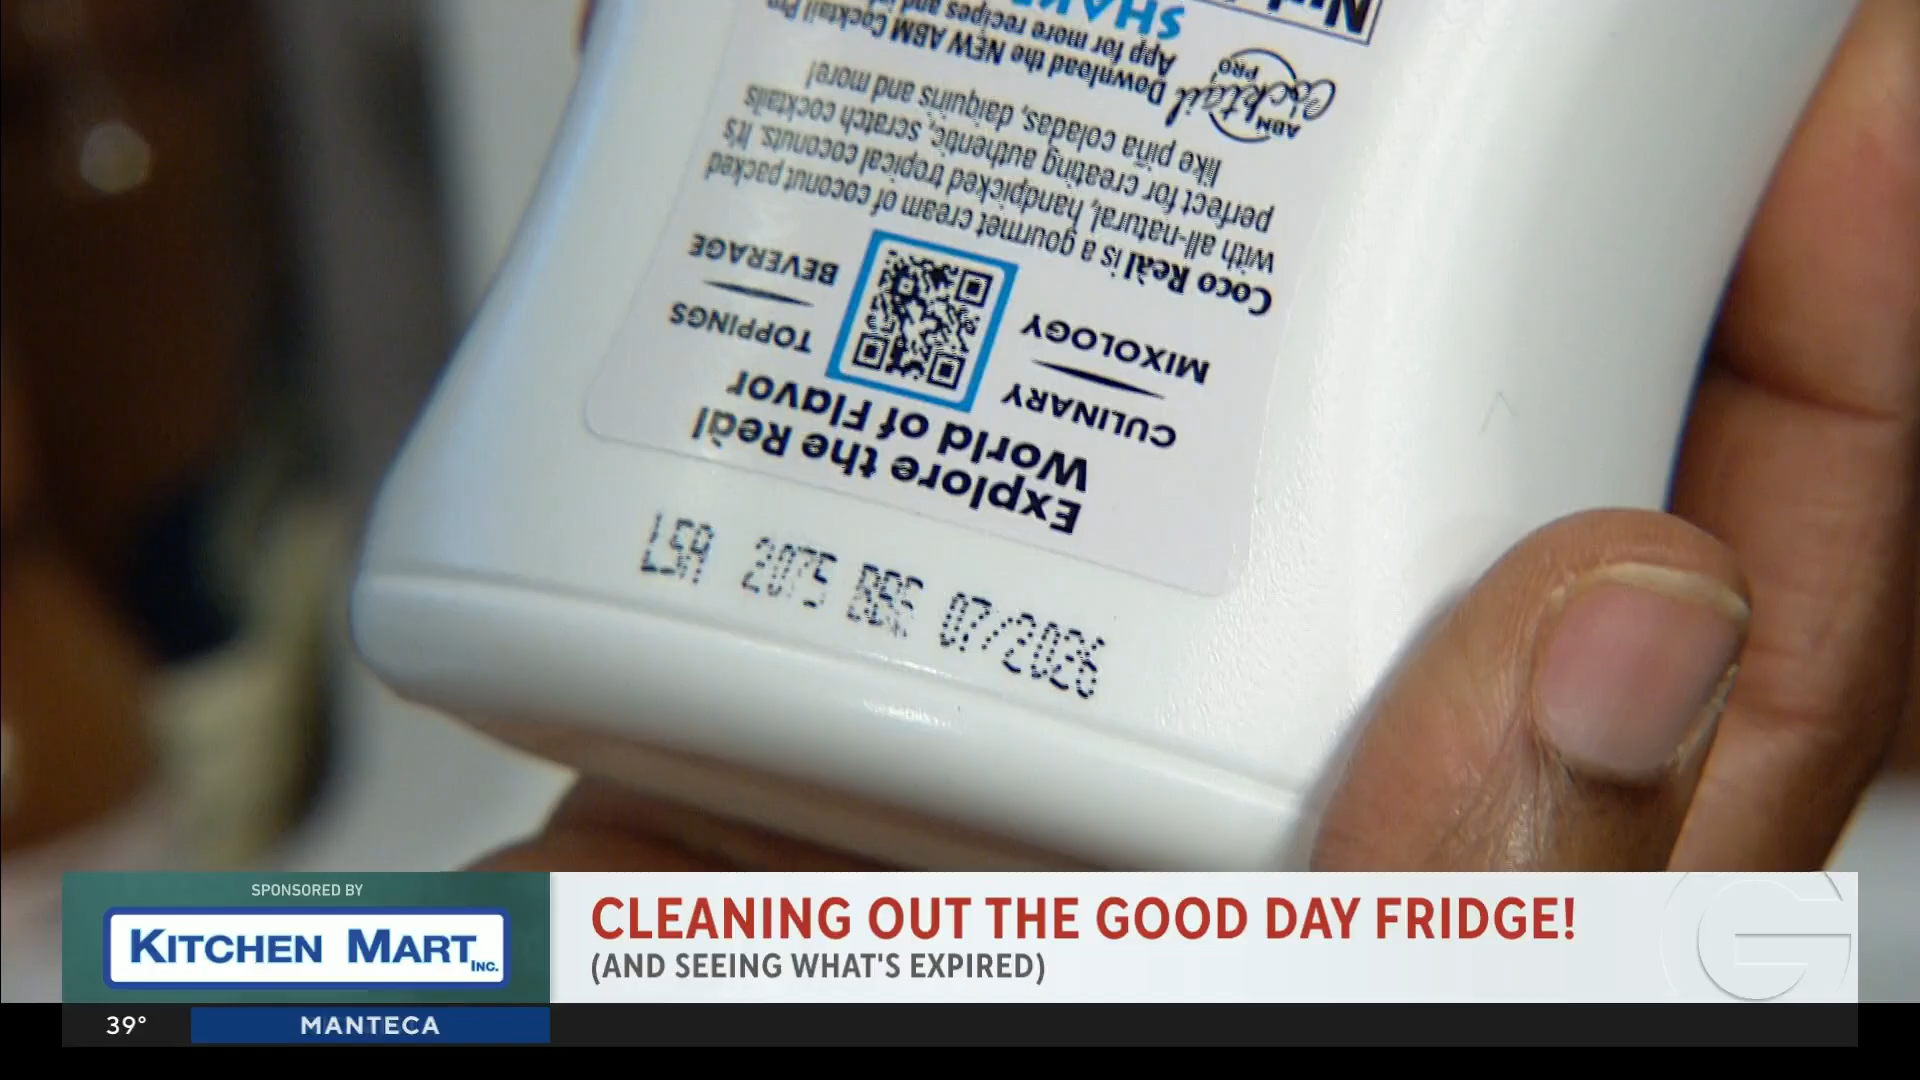 Explore the Reàl
World of Flavor
CULINARY TOPPINGS
MIXOLOGY BEVERAGE
Coco Reàl is a gourmet cream of coconut packed
with all-natural, handpicked tropical coconuts. It's
perfect for creating authentic, scratch cocktails
like piña coladas, daiquiris and more!
ABM
Cocktail
PRO
Download the NEW ABM Cocktail Pro
App for more recipes and
L5A 2075 07/2026
SPONSORED BY
KITCHEN MART INC.
CLEANING OUT THE GOOD DAY FRIDGE!
(AND SEEING WHAT'S EXPIRED)
G
39° MANTECA